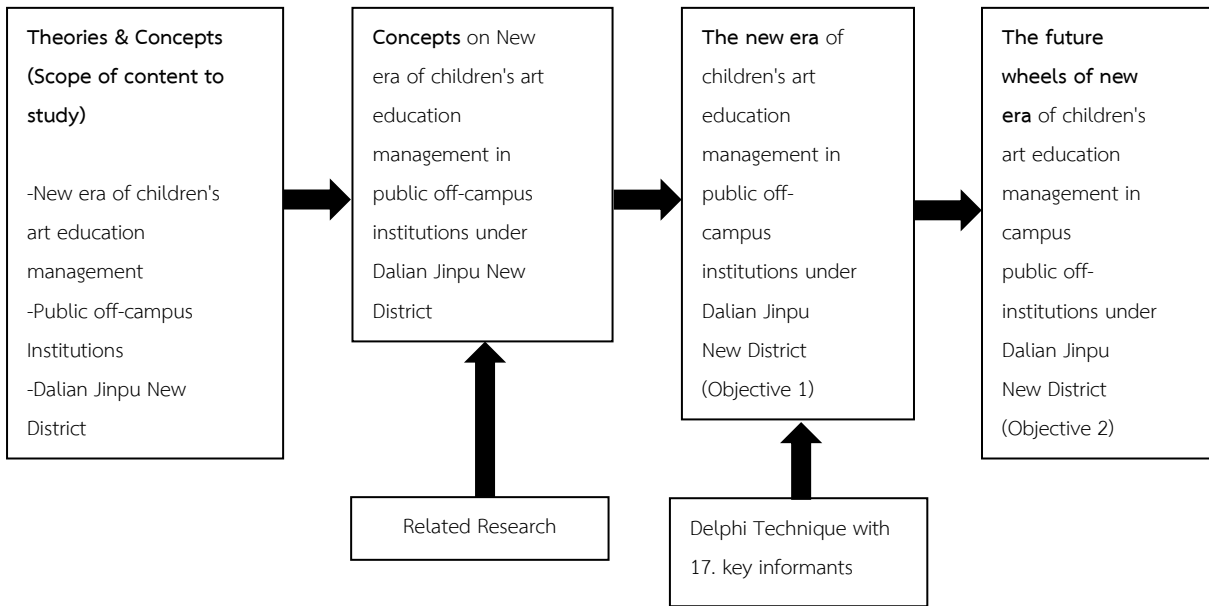 Theories & Concepts
(Scope of content to
study)
-New era of children's
art education
management
-Public off-campus
Institutions
-Dalian Jinpu New
District
Concepts on New
era of children's art
education
management in
public off-campus
institutions under
Dalian Jinpu New
District
The new era of
children's art
education
management in
public off-
campus
institutions under
Dalian Jinpu
New District
(Objective 1)
The future
wheels of new
era of children's
art education
management in
campus
public off-
institutions under
Dalian Jinpu
New District
(Objective 2)
Related Research
Delphi Technique with
17. key informants